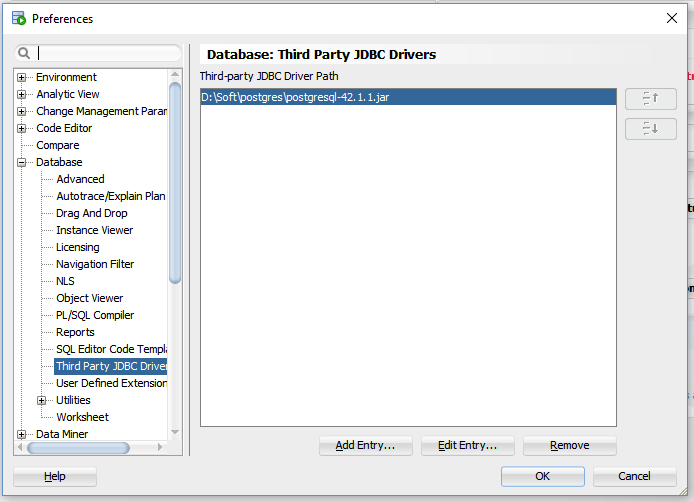 Preferences
Database: Third Party JDBC Drivers
Third-party JDBC Driver Path
D:\Soft\postgres\postgresql-42.1.1.jar
Environment
Analytic View
Change Management Param
Code Editor
Compare
Database
Advanced
Autotrace/Explain Plan
Drag And Drop
Instance Viewer
Licensing
Navigation Filter
NLS
Object Viewer
PL/SQL Compiler
Reports
SQL Editor Code Templa
Third Party JDBC Driver
User Defined Extension
Utilities
Worksheet
Data Miner
Add Entry...
Edit Entry...
Remove
Help
OK
Cancel